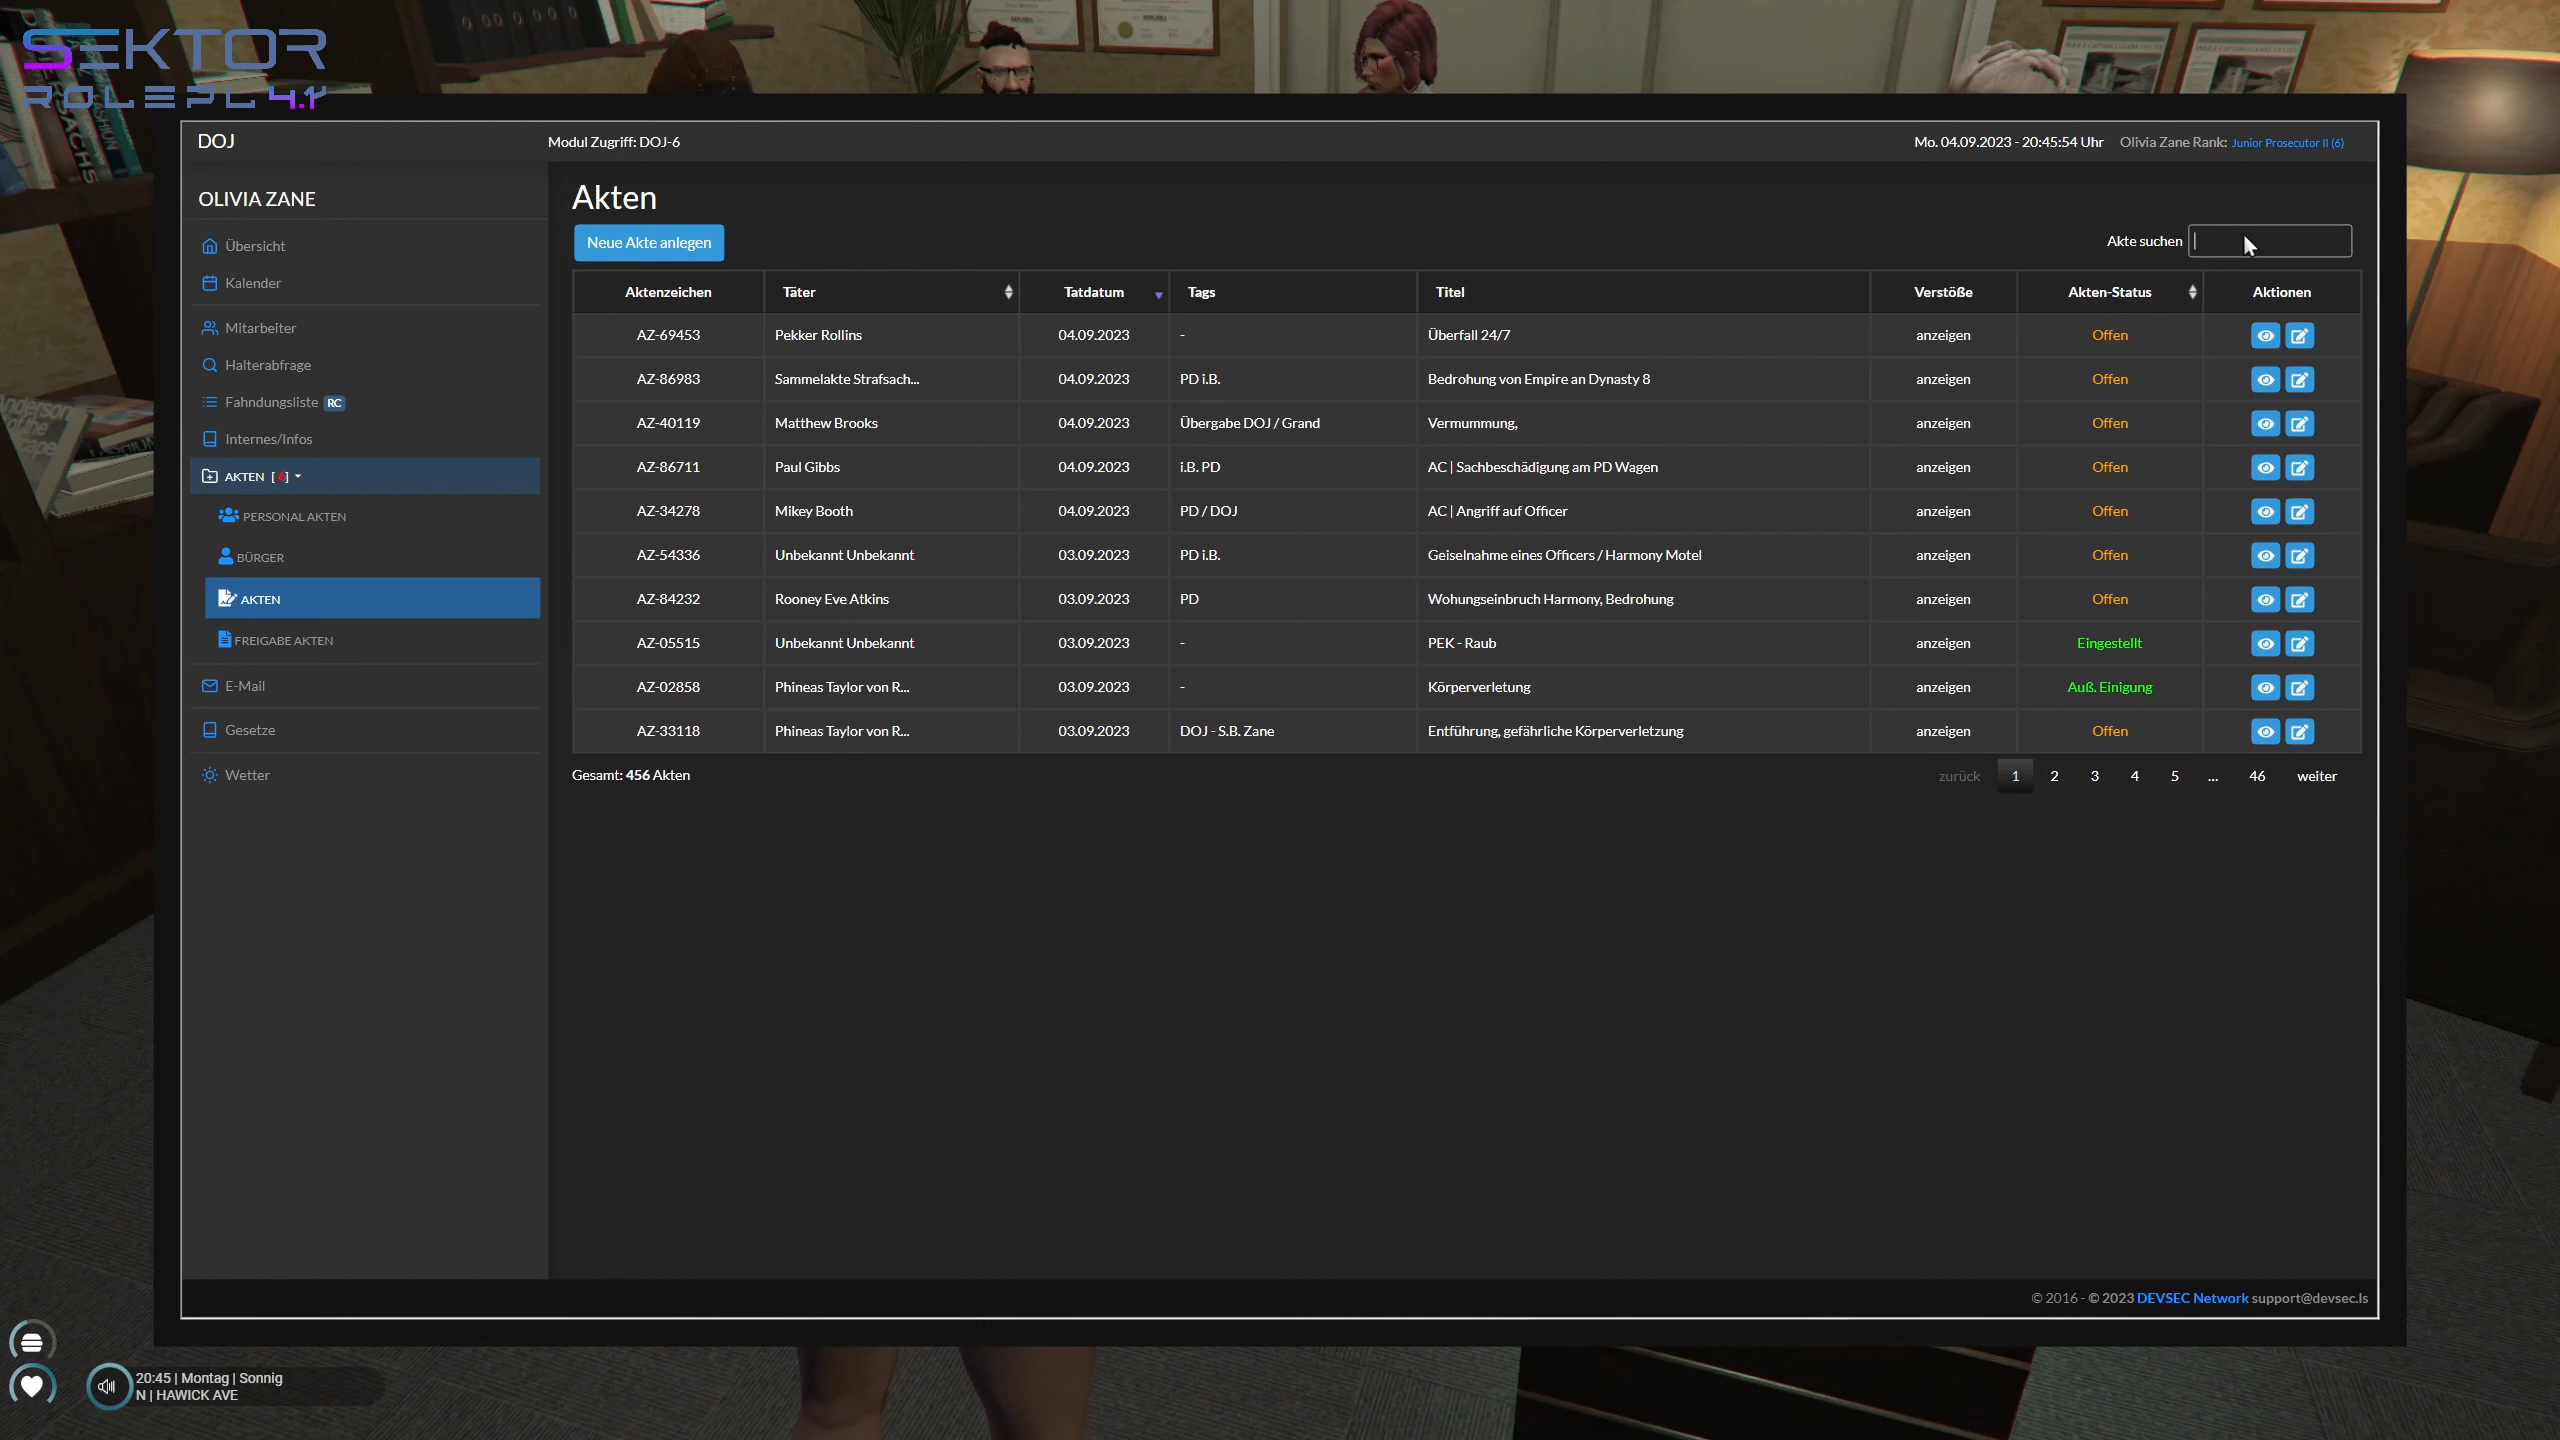 SEKTOR
ROLEPL4.Y
DOJ
Modul Zugriff: DOJ-6
Mo. 04.09.2023 - 20:45:54 Uhr Olivia Zane Rank: Junior Prosecutor II (6)
OLIVIA ZANE
Übersicht
Kalender
Mitarbeiter
Halterabfrage
Fahndungsliste RC
Internes/Infos
AKTEN [6]
PERSONAL AKTEN
BÜRGER
AKTEN
FREIGABE AKTEN
E-Mail
Gesetze
Wetter
Akten
Neue Akte anlegen
Akte suchen
Aktenzeichen Täter Tatdatum Tags Titel Verstöße Akten-Status Aktionen
AZ-69453 Pekker Rollins 04.09.2023 - Überfall 24/7 anzeigen Offen
AZ-86983 Sammelakte Strafsach... 04.09.2023 PD i.B. Bedrohung von Empire an Dynasty 8 anzeigen Offen
AZ-40119 Matthew Brooks 04.09.2023 Übergabe DOJ / Grand Vermummung, anzeigen Offen
AZ-86711 Paul Gibbs 04.09.2023 i.B. PD AC | Sachbeschädigung am PD Wagen anzeigen Offen
AZ-34278 Mikey Booth 04.09.2023 PD / DOJ AC | Angriff auf Officer anzeigen Offen
AZ-54336 Unbekannt Unbekannt 03.09.2023 PD i.B. Geiselnahme eines Officers / Harmony Motel anzeigen Offen
AZ-84232 Rooney Eve Atkins 03.09.2023 PD Wohungseinbruch Harmony, Bedrohung anzeigen Offen
AZ-05515 Unbekannt Unbekannt 03.09.2023 - PEK - Raub anzeigen Eingestellt
AZ-02858 Phineas Taylor von R... 03.09.2023 - Körperverletung anzeigen Auß. Einigung
AZ-33118 Phineas Taylor von R... 03.09.2023 DOJ - S.B. Zane Entführung, gefährliche Körperverletzung anzeigen Offen
Gesamt: 456 Akten
zurück 1 2 3 4 5 ... 46 weiter
© 2016 - © 2023 DEVSEC Network support@devsec.ls
20:45 | Montag | Sonnig
N | HAWICK AVE